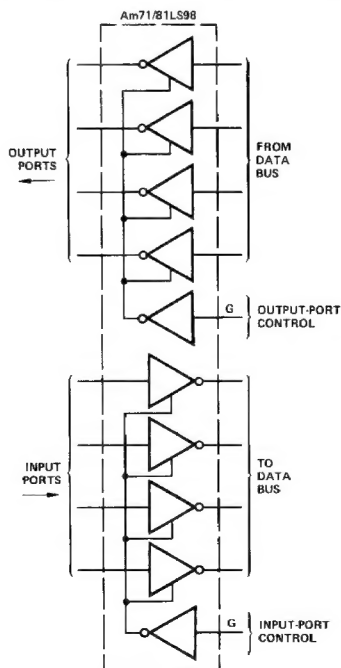 Am71/81LS98
OUTPUT
PORTS
FROM
DATA
BUS
G
OUTPUT-PORT
CONTROL
INPUT
PORTS
TO
DATA
BUS
G
INPUT-PORT
CONTROL